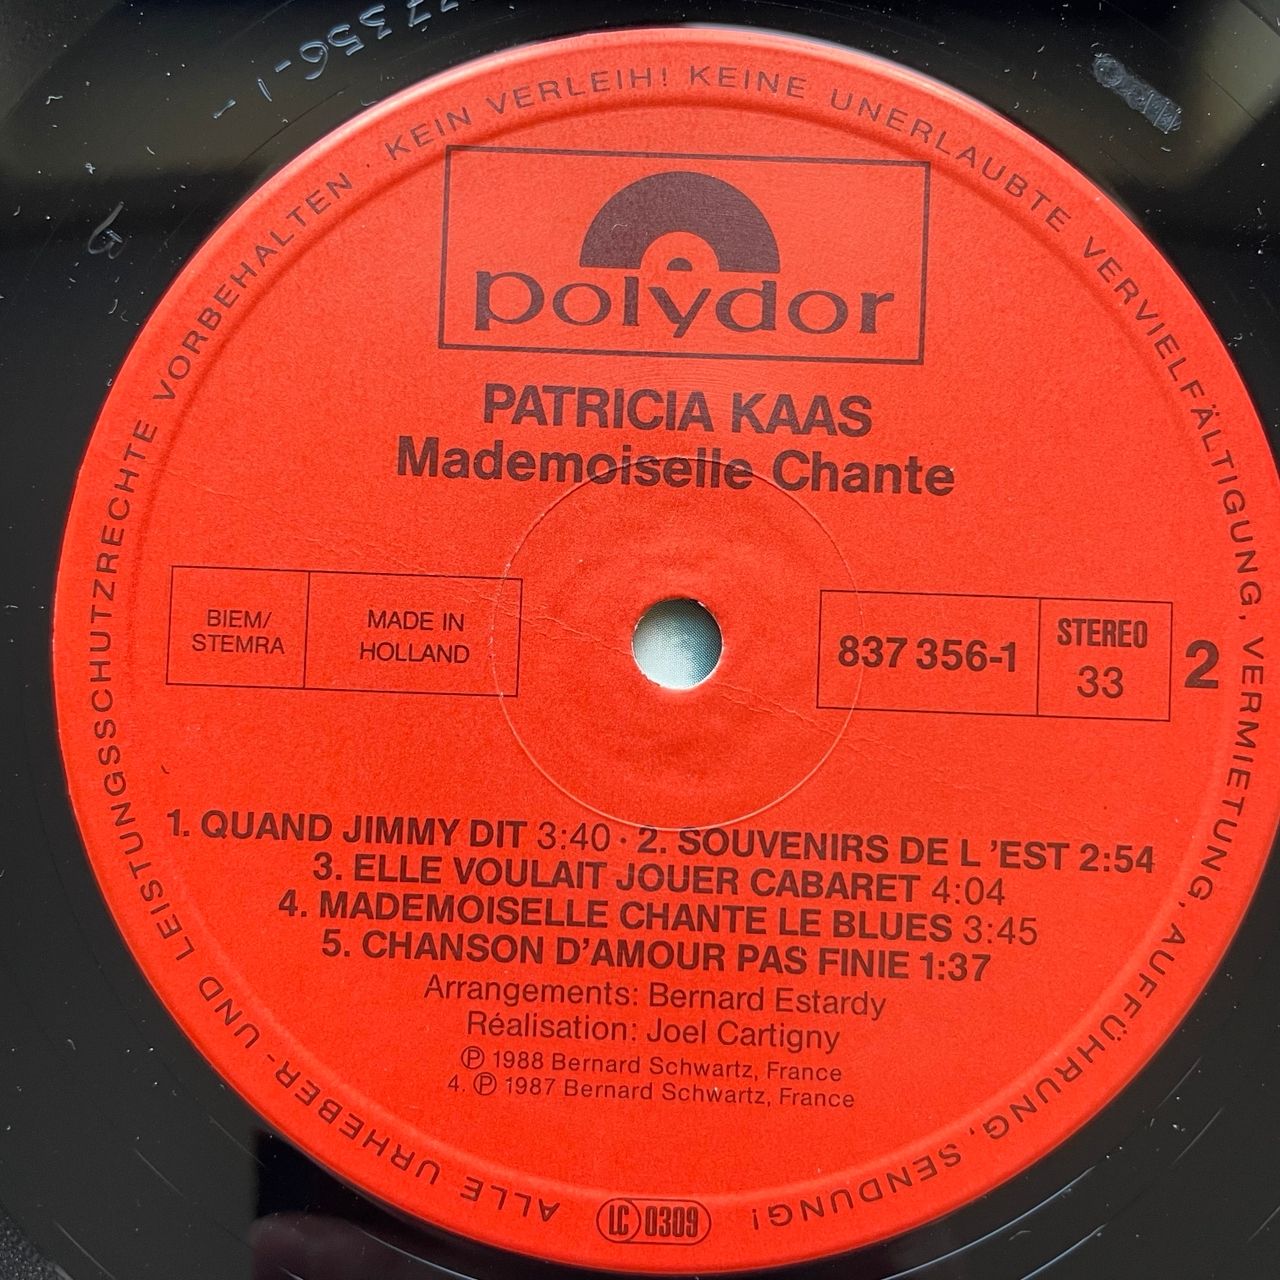 ALLE URHEBER- UND LEISTUNGSSCHUTZRECHTE VORBEHALTEN · KEIN VERLEIH! KEINE UNERLAUBTE VERVIELFÄLTIGUNG, VERMIETUNG, AUFFÜHRUNG, SENDUNG!
polydor
PATRICIA KAAS
Mademoiselle Chante
BIEM/
STEMRA
MADE IN
HOLLAND
837 356-1
STEREO
33
2
1. QUAND JIMMY DIT 3:40 · 2. SOUVENIRS DE L 'EST 2:54
3. ELLE VOULAIT JOUER CABARET 4:04
4. MADEMOISELLE CHANTE LE BLUES 3:45
5. CHANSON D'AMOUR PAS FINIE 1:37
Arrangements: Bernard Estardy
Réalisation: Joel Cartigny
Ⓟ 1988 Bernard Schwartz, France
4. Ⓟ 1987 Bernard Schwartz, France
LC 0309